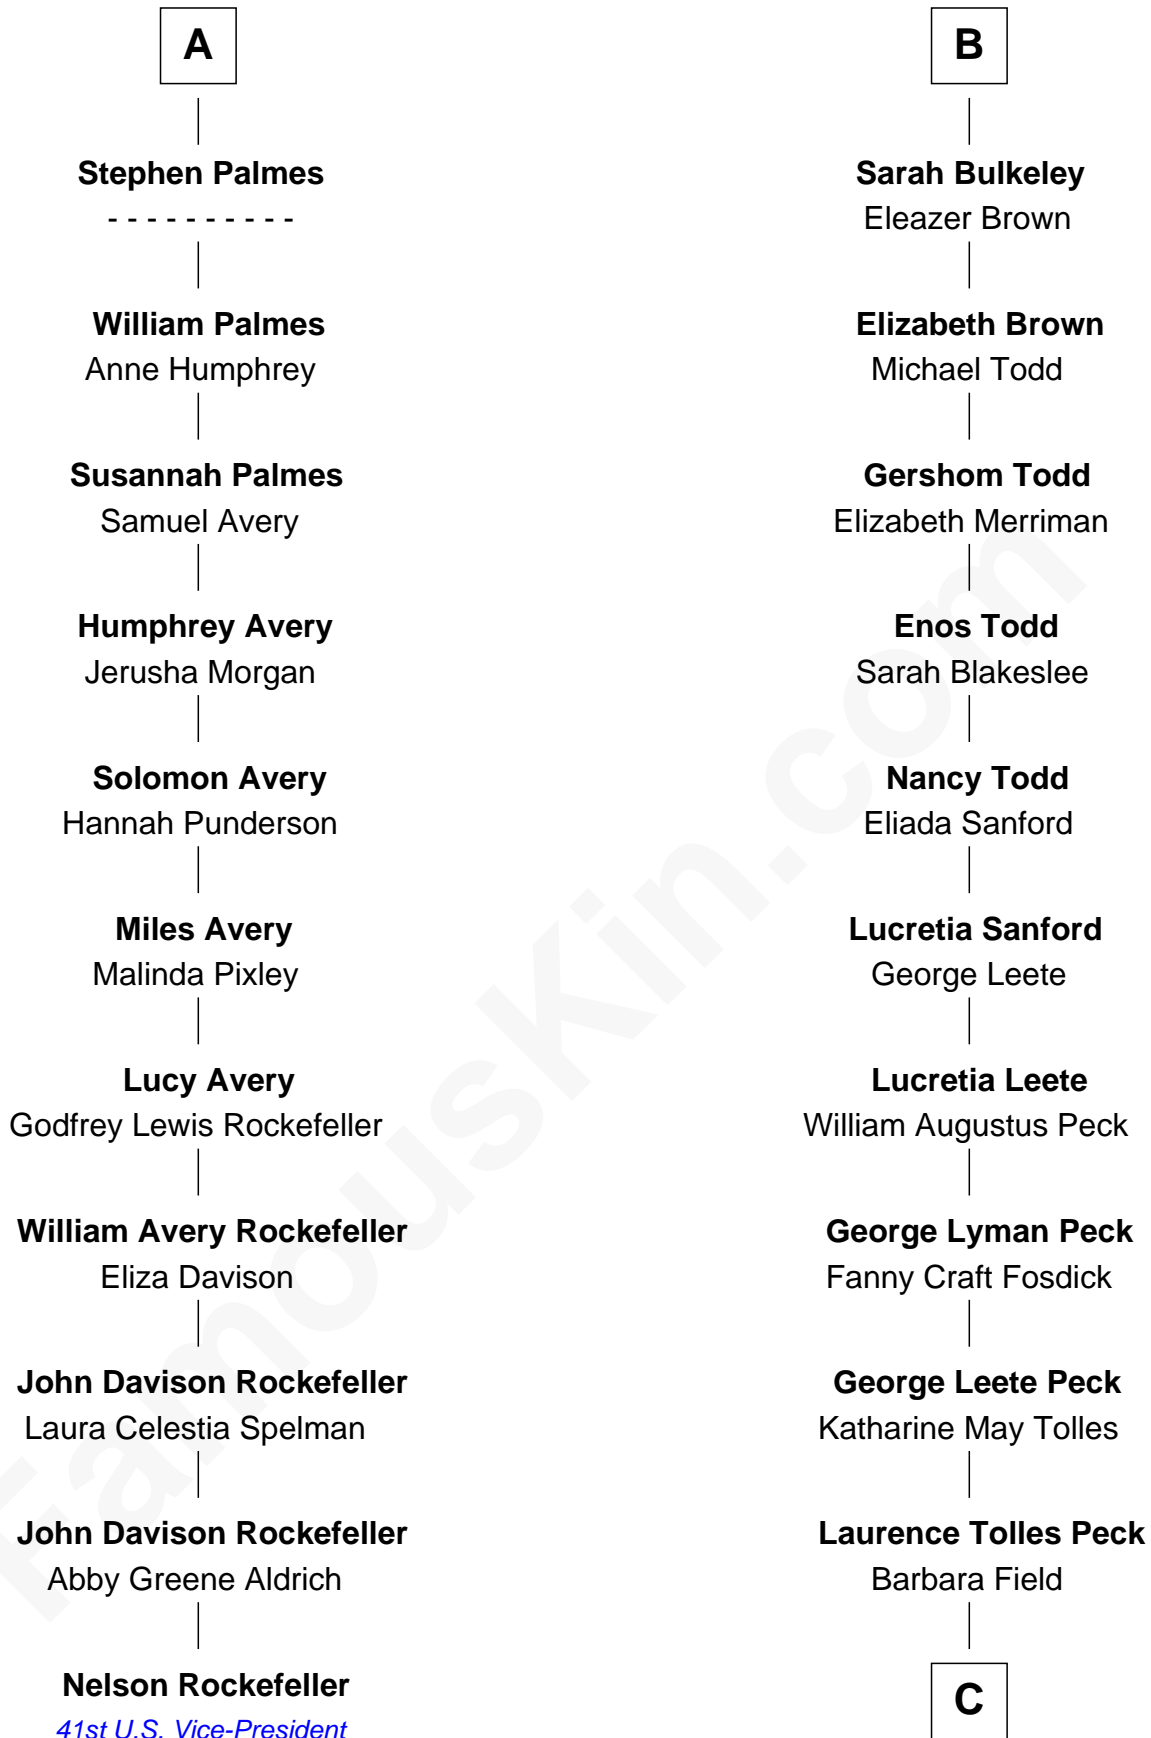 A
Stephen Palmes
- - - - - - - - - -
William Palmes
Anne Humphrey
Susannah Palmes
Samuel Avery
Humphrey Avery
Jerusha Morgan
Solomon Avery
Hannah Punderson
Miles Avery
Malinda Pixley
Lucy Avery
Godfrey Lewis Rockefeller
William Avery Rockefeller
Eliza Davison
John Davison Rockefeller
Laura Celestia Spelman
John Davison Rockefeller
Abby Greene Aldrich
Nelson Rockefeller
41st U.S. Vice-President
B
Sarah Bulkeley
Eleazer Brown
Elizabeth Brown
Michael Todd
Gershom Todd
Elizabeth Merriman
Enos Todd
Sarah Blakeslee
Nancy Todd
Eliada Sanford
Lucretia Sanford
George Leete
Lucretia Leete
William Augustus Peck
George Lyman Peck
Fanny Craft Fosdick
George Leete Peck
Katharine May Tolles
Laurence Tolles Peck
Barbara Field
C
FamousKin.com